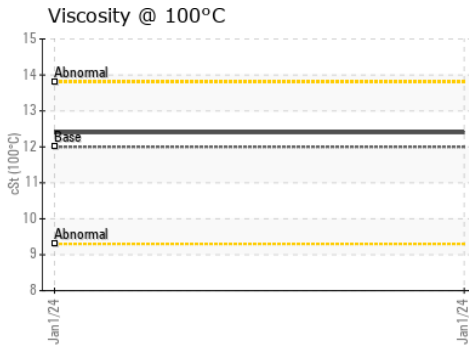 Viscosity @ 100°C
15
14
13
12
11
10
9
8
cSt (100°C)
Abnormal
Base
Abnormal
Jan1/24
Jan1/24